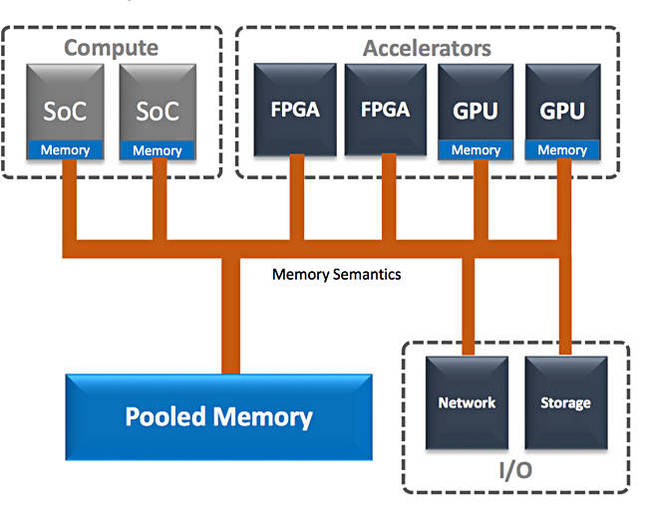 Compute
Accelerators
SoC
SoC
FPGA
FPGA
GPU
GPU
Memory
Memory
Memory
Memory
Memory Semantics
Pooled Memory
Network
Storage
I/O